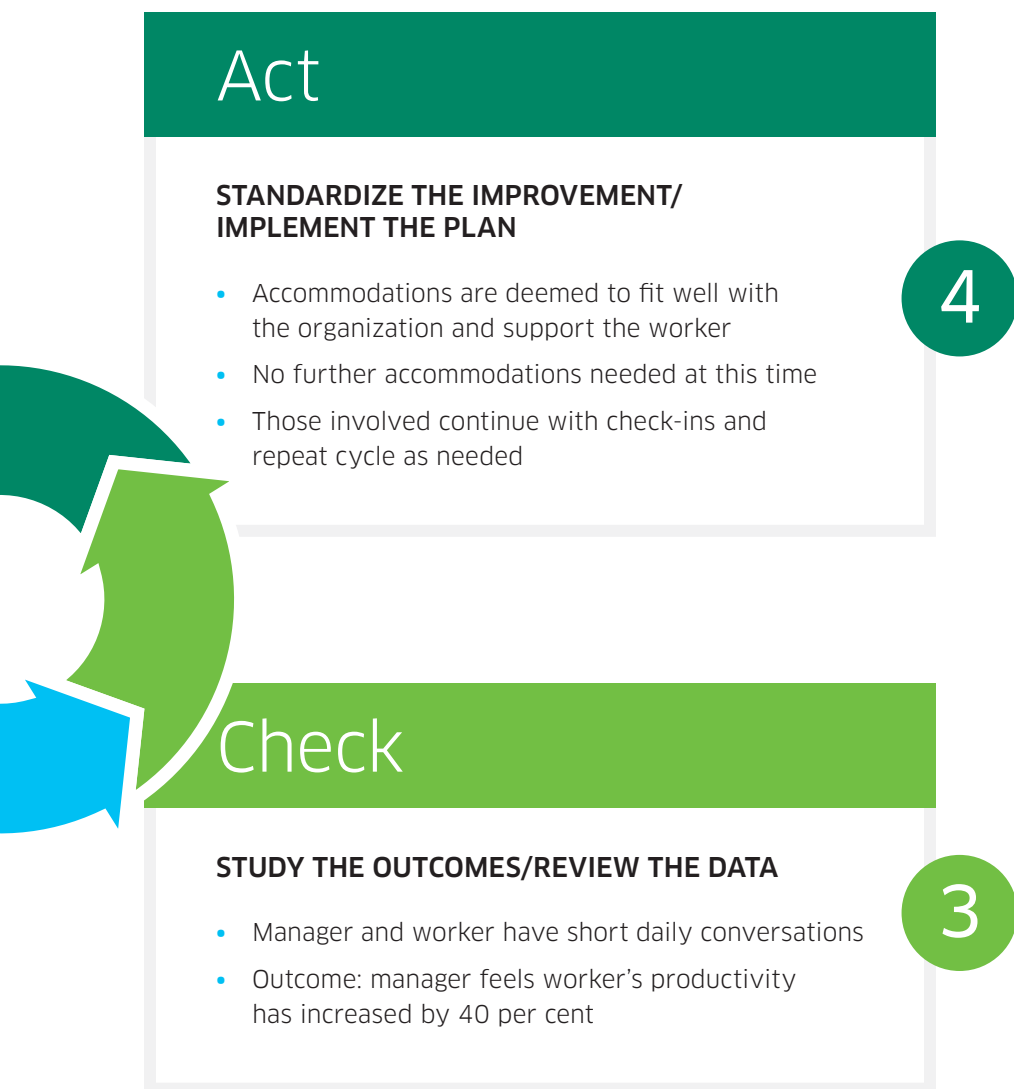 Act
STANDARDIZE THE IMPROVEMENT/
IMPLEMENT THE PLAN
• Accommodations are deemed to fit well with
the organization and support the worker
• No further accommodations needed at this time
• Those involved continue with check-ins and
repeat cycle as needed
4
Check
STUDY THE OUTCOMES/REVIEW THE DATA
• Manager and worker have short daily conversations
• Outcome: manager feels worker’s productivity
has increased by 40 per cent
3